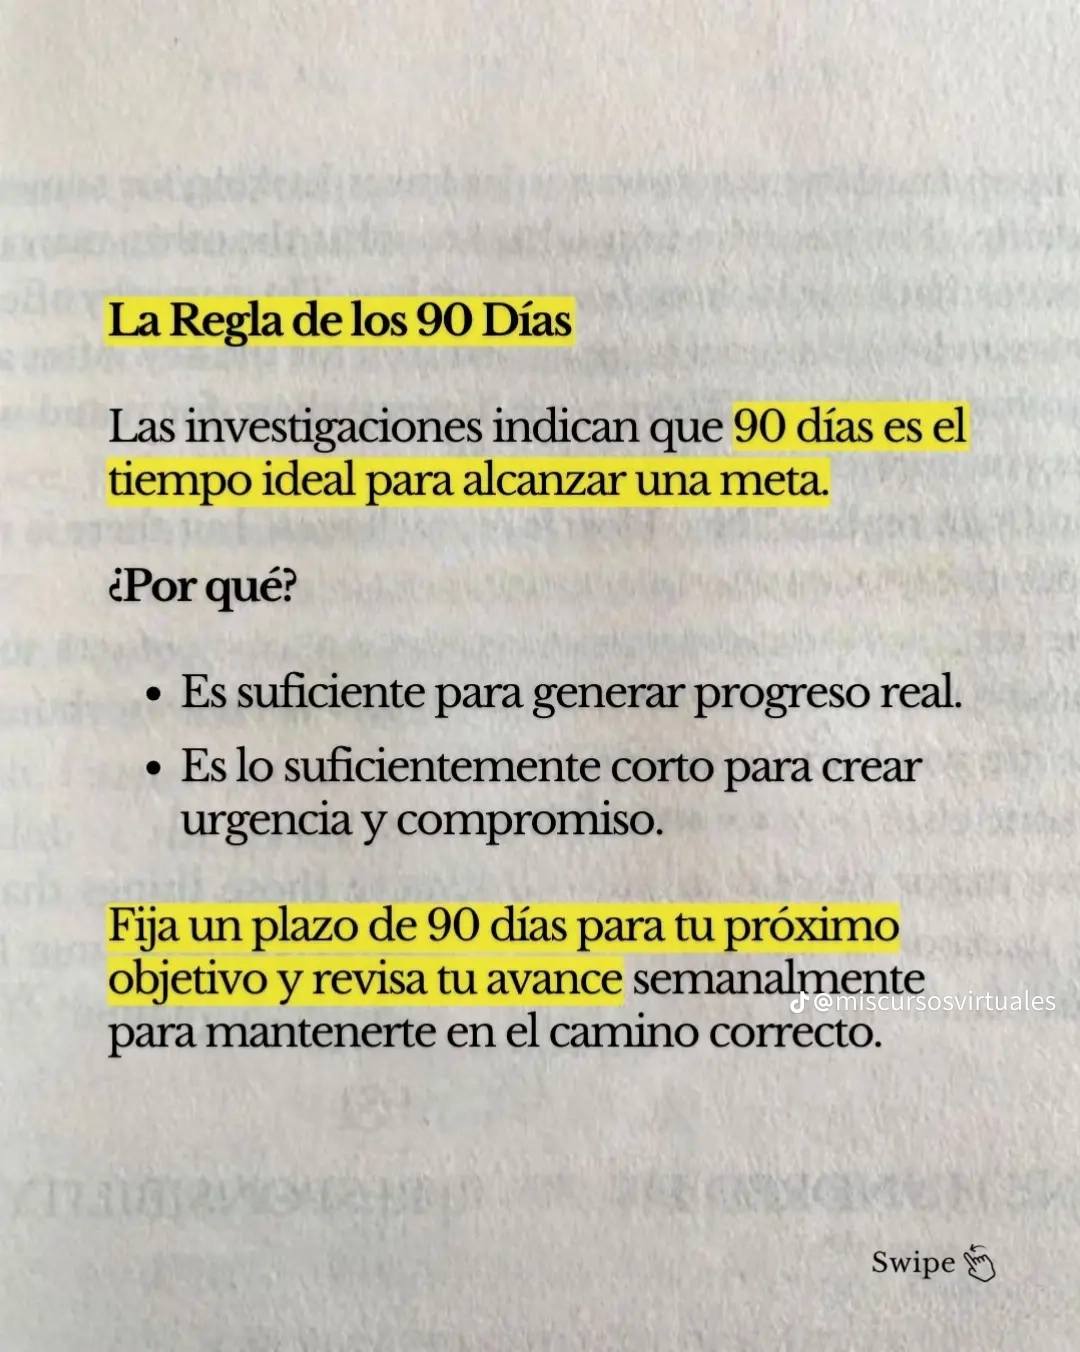 La Regla de los 90 Días
Las investigaciones indican que 90 días es el
tiempo ideal para alcanzar una meta.
¿Por qué?
• Es suficiente para generar progreso real.
• Es lo suficientemente corto para crear
urgencia y compromiso.
Fija un plazo de 90 días para tu próximo
objetivo y revisa tu avance semanalmente
@miscursosvirtuales
para mantenerte en el camino correcto.
Swipe